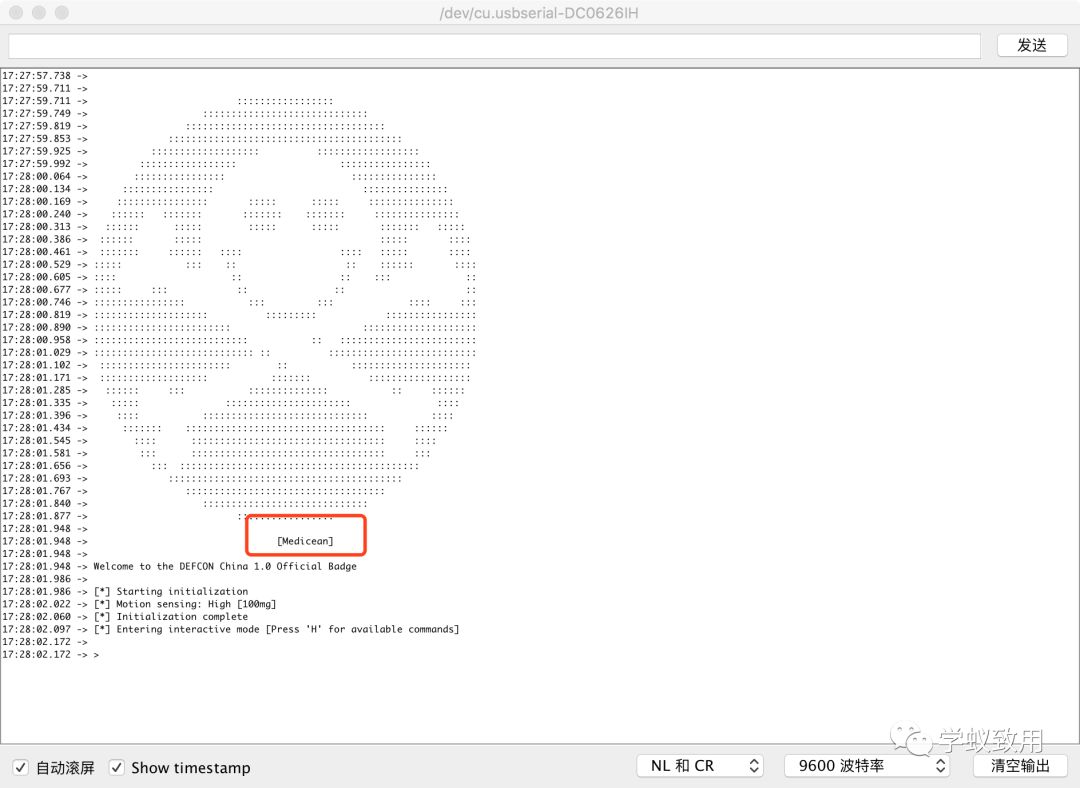 /dev/cu.usbserial-DC0626IH
发送
17:27:57.738 ->
17:27:59.711 ->
17:27:59.711 -> :::::::::::::::::
17:27:59.749 -> :::::::::::::::::::::::::::::
17:27:59.819 -> :::::::::::::::::::::::::::::::::::
17:27:59.853 -> :::::::::::::::::::::::::::::::::::::::::
17:27:59.925 -> ::::::::::::::::::: ::::::::::::::::::
17:27:59.992 -> ::::::::::::::::: ::::::::::::::::
17:28:00.064 -> :::::::::::::::: :::::::::::::::
17:28:00.134 -> :::::::::::::::: :::::::::::::::
17:28:00.169 -> :::::::::::::::: ::::: ::::: :::::::::::::::
17:28:00.240 -> :::::: ::::::: ::::::: ::::::: :::::::::::::::
17:28:00.313 -> :::::: ::::: ::::: ::::: ::::::: :::::
17:28:00.386 -> :::::: ::::: ::::: ::::
17:28:00.461 -> ::::::: :::::: :::: :::: ::::: ::::
17:28:00.529 -> ::::: ::: :: :: :::::: ::::
17:28:00.605 -> :::: :: :: ::: ::
17:28:00.677 -> ::::: ::: :: :: ::
17:28:00.746 -> :::::::::::::::: ::: ::: :::: :::
17:28:00.819 -> :::::::::::::::::::: ::::::::: ::::::::::::::::
17:28:00.890 -> :::::::::::::::::::::::: ::::::::::::::::::::
17:28:00.958 -> ::::::::::::::::::::::::::: :: ::::::::::::::::::::::::
17:28:01.029 -> :::::::::::::::::::::::::::: :: ::::::::::::::::::::::::::
17:28:01.102 -> ::::::::::::::::::::::: :: :::::::::::::::::::::
17:28:01.171 -> ::::::::::::::::::: ::::::: ::::::::::::::::::
17:28:01.285 -> :::::: ::: :::::::::::::: :: ::::::
17:28:01.335 -> ::::: :::::::::::::::::::::: ::::
17:28:01.396 -> :::: ::::::::::::::::::::::::::::: ::::
17:28:01.434 -> ::::::: ::::::::::::::::::::::::::::::::::: ::::::
17:28:01.545 -> :::: :::::::::::::::::::::::::::::::::: ::::
17:28:01.581 -> ::: :::::::::::::::::::::::::::::::::: :::
17:28:01.656 -> ::: ::::::::::::::::::::::::::::::::::::::::::
17:28:01.693 -> :::::::::::::::::::::::::::::::::::::::::
17:28:01.767 -> :::::::::::::::::::::::::::::::::::
17:28:01.840 -> :::::::::::::::::::::::::::::
17:28:01.877 -> :::::::::::::::::
17:28:01.948 ->
17:28:01.948 -> [Medicean]
17:28:01.948 ->
17:28:01.948 -> Welcome to the DEFCON China 1.0 Official Badge
17:28:01.986 ->
17:28:01.986 -> [*] Starting initialization
17:28:02.022 -> [*] Motion sensing: High [100mg]
17:28:02.060 -> [*] Initialization complete
17:28:02.097 -> [*] Entering interactive mode [Press 'H' for available commands]
17:28:02.172 ->
17:28:02.172 -> >
学蚁致用
自动滚屏 Show timestamp NL 和 CR 9600 波特率 清空输出